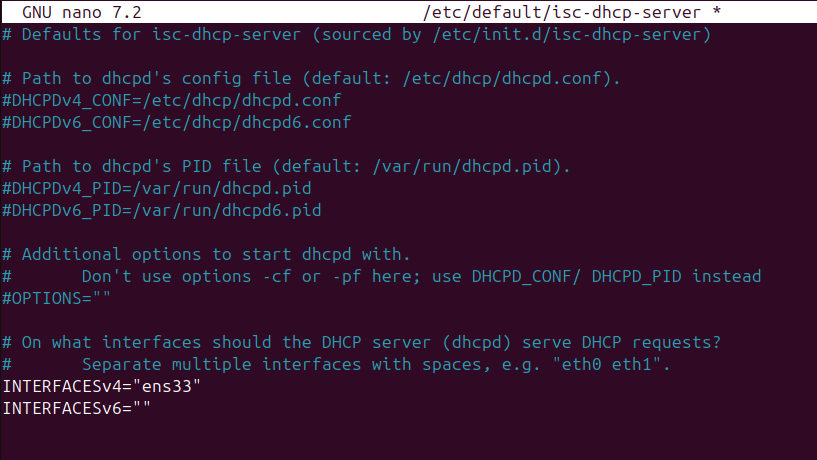 GNU nano 7.2 /etc/default/isc-dhcp-server *
# Defaults for isc-dhcp-server (sourced by /etc/init.d/isc-dhcp-server)
# Path to dhcpd's config file (default: /etc/dhcp/dhcpd.conf).
#DHCPDv4_CONF=/etc/dhcp/dhcpd.conf
#DHCPDv6_CONF=/etc/dhcp/dhcpd6.conf
# Path to dhcpd's PID file (default: /var/run/dhcpd.pid).
#DHCPDv4_PID=/var/run/dhcpd.pid
#DHCPDv6_PID=/var/run/dhcpd6.pid
# Additional options to start dhcpd with.
#       Don't use options -cf or -pf here; use DHCPD_CONF/ DHCPD_PID instead
#OPTIONS=""
# On what interfaces should the DHCP server (dhcpd) serve DHCP requests?
#       Separate multiple interfaces with spaces, e.g. "eth0 eth1".
INTERFACESv4="ens33"
INTERFACESv6=""